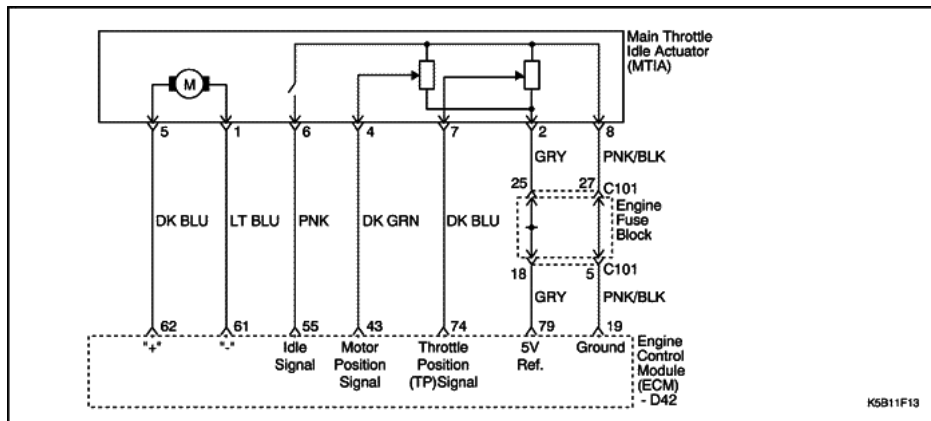 Main Throttle
Idle Actuator
(MTIA)
M
5 1 6 4 7 2 8
GRY PNK/BLK
25 27 C101
DK BLU LT BLU PNK DK GRN DK BLU
Engine
Fuse
Block
18 5 C101
GRY PNK/BLK
62 61 55 43 74 79 19
"+" "-" Idle
Signal
Motor
Position
Signal
Throttle
Position
(TP)Signal
5V
Ref.
Ground
Engine
Control
Module
(ECM)
- D42
K5B11F13